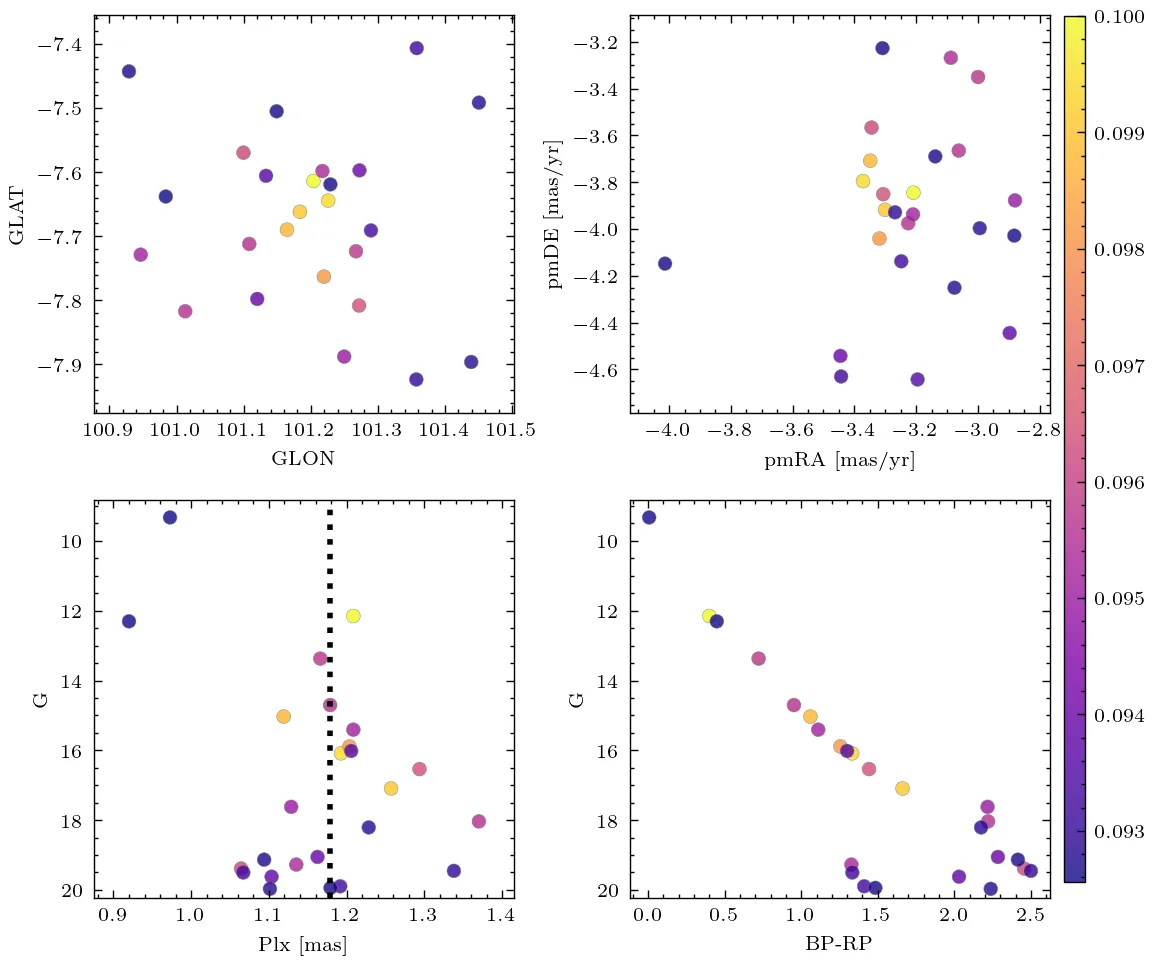 −7.4
−7.5
−7.6
−7.7
−7.8
−7.9
GLAT
100.9 101.0 101.1 101.2 101.3 101.4 101.5
GLON
−3.2
−3.4
−3.6
−3.8
−4.0
−4.2
−4.4
−4.6
pmDE [mas/yr]
−4.0 −3.8 −3.6 −3.4 −3.2 −3.0 −2.8
pmRA [mas/yr]
0.100
0.099
0.098
0.097
0.096
0.095
0.094
0.093
10
12
14
16
18
20
G
0.9 1.0 1.1 1.2 1.3 1.4
Plx [mas]
10
12
14
16
18
20
G
0.0 0.5 1.0 1.5 2.0 2.5
BP-RP